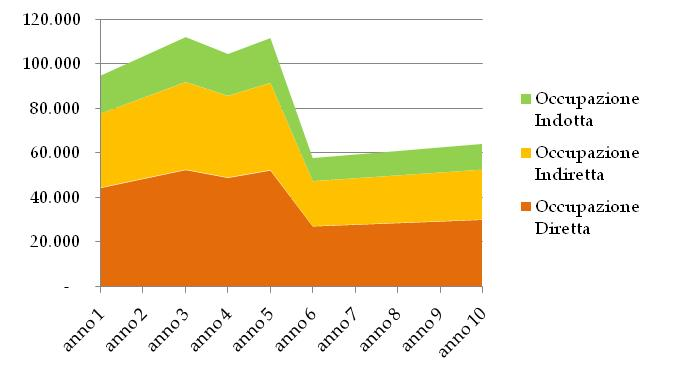 120.000
100.000
80.000
60.000
40.000
20.000
-
anno 1
anno 2
anno 3
anno 4
anno 5
anno 6
anno 7
anno 8
anno 9
anno 10
Occupazione
Indotta
Occupazione
Indiretta
Occupazione
Diretta